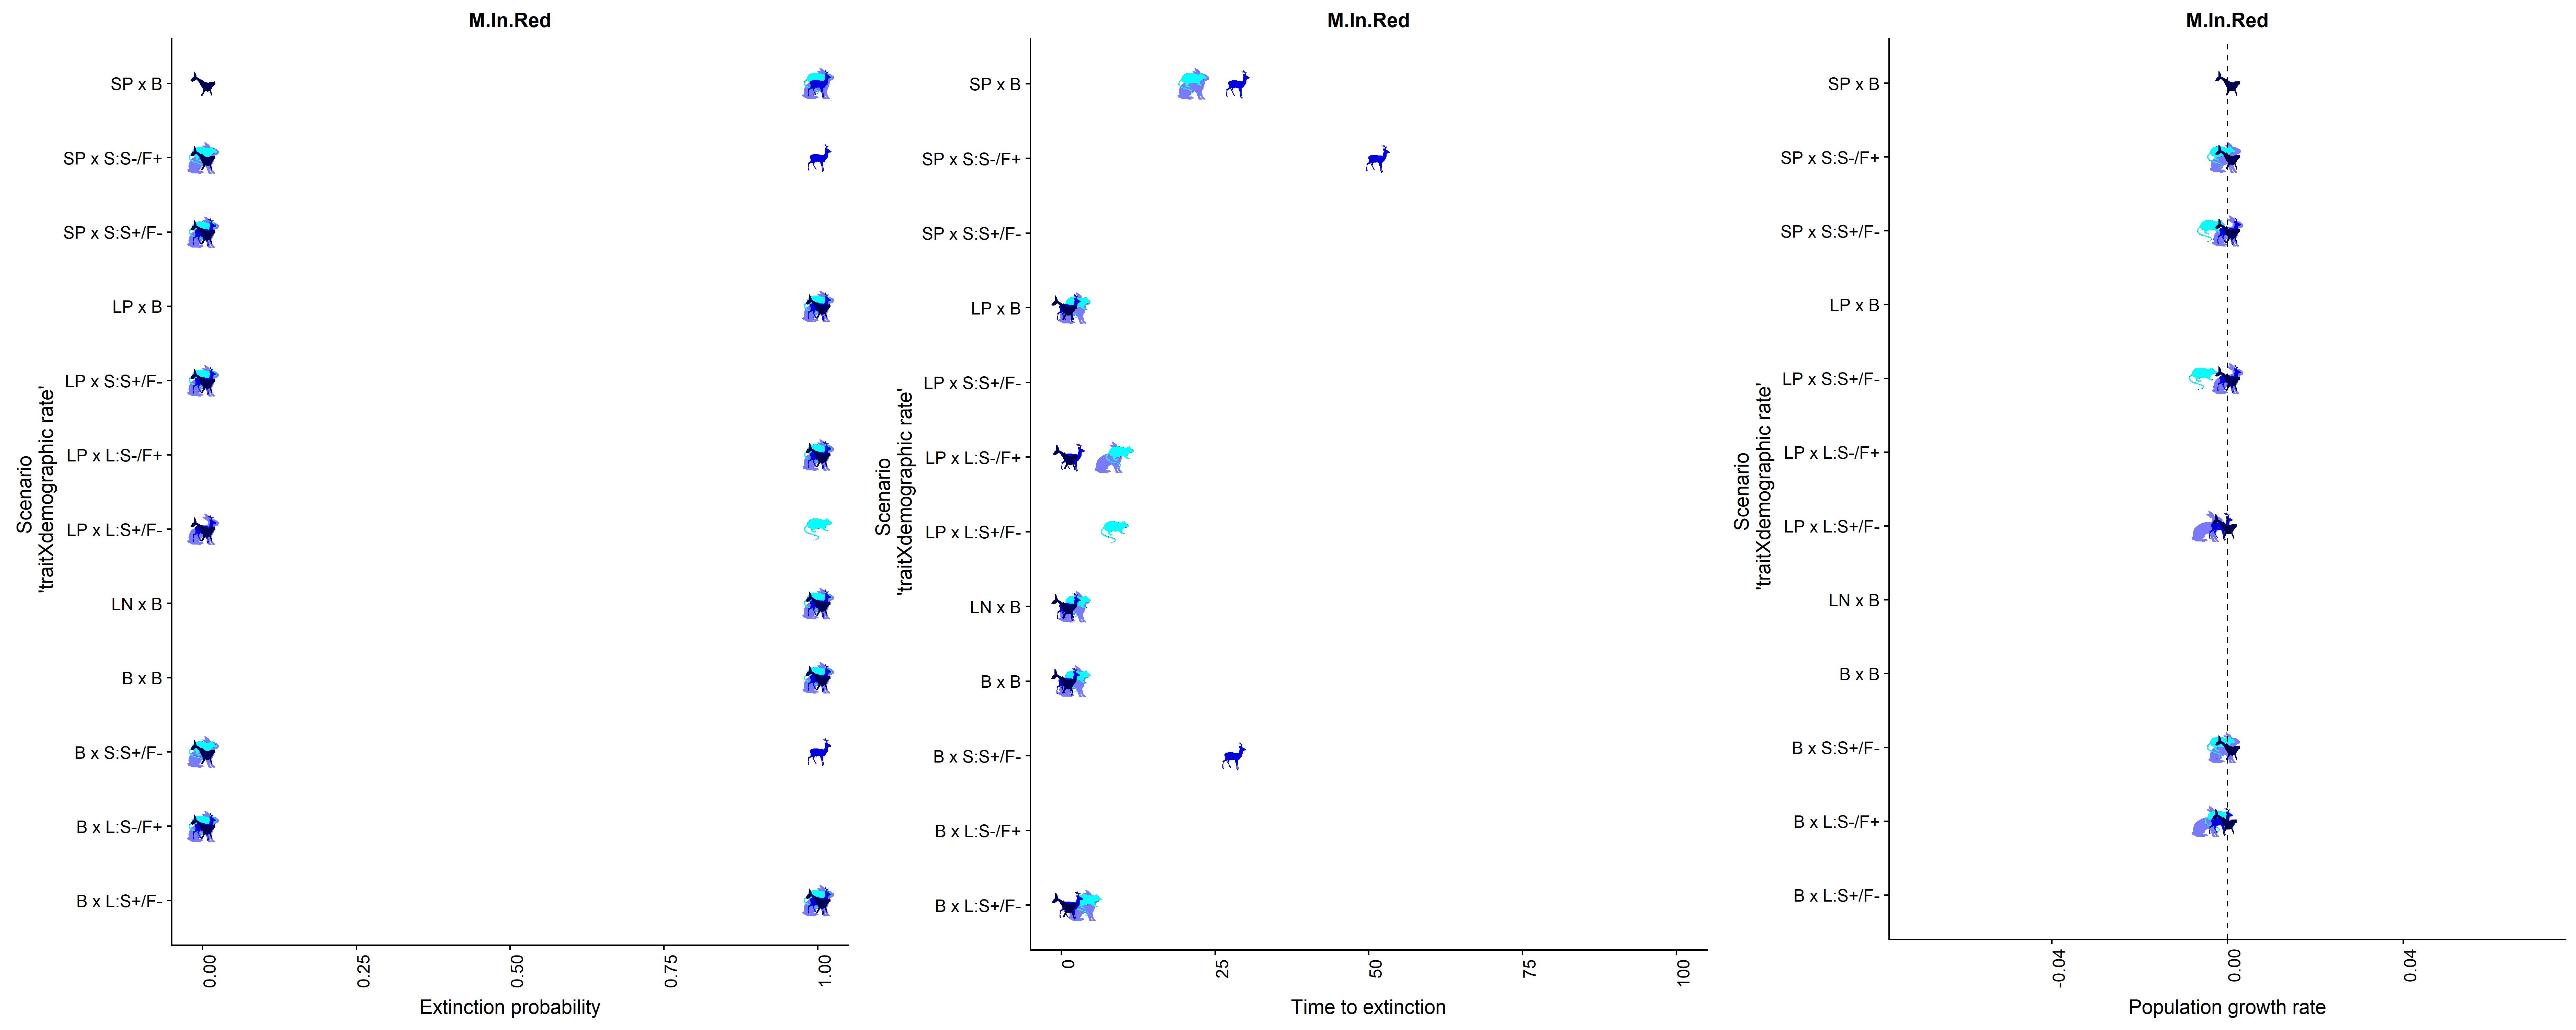 M.In.Red
SP x B
SP x S:S-/F+
SP x S:S+/F-
LP x B
LP x S:S+/F-
LP x L:S-/F+
LP x L:S+/F-
LN x B
B x B
B x S:S+/F-
B x L:S-/F+
B x L:S+/F-
Scenario
'traitXdemographic rate'
0.00
0.25
0.50
0.75
1.00
Extinction probability
M.In.Red
SP x B
SP x S:S-/F+
SP x S:S+/F-
LP x B
LP x S:S+/F-
LP x L:S-/F+
LP x L:S+/F-
LN x B
B x B
B x S:S+/F-
B x L:S-/F+
B x L:S+/F-
Scenario
'traitXdemographic rate'
0
25
50
75
100
Time to extinction
M.In.Red
SP x B
SP x S:S-/F+
SP x S:S+/F-
LP x B
LP x S:S+/F-
LP x L:S-/F+
LP x L:S+/F-
LN x B
B x B
B x S:S+/F-
B x L:S-/F+
B x L:S+/F-
Scenario
'traitXdemographic rate'
-0.04
0.00
0.04
Population growth rate